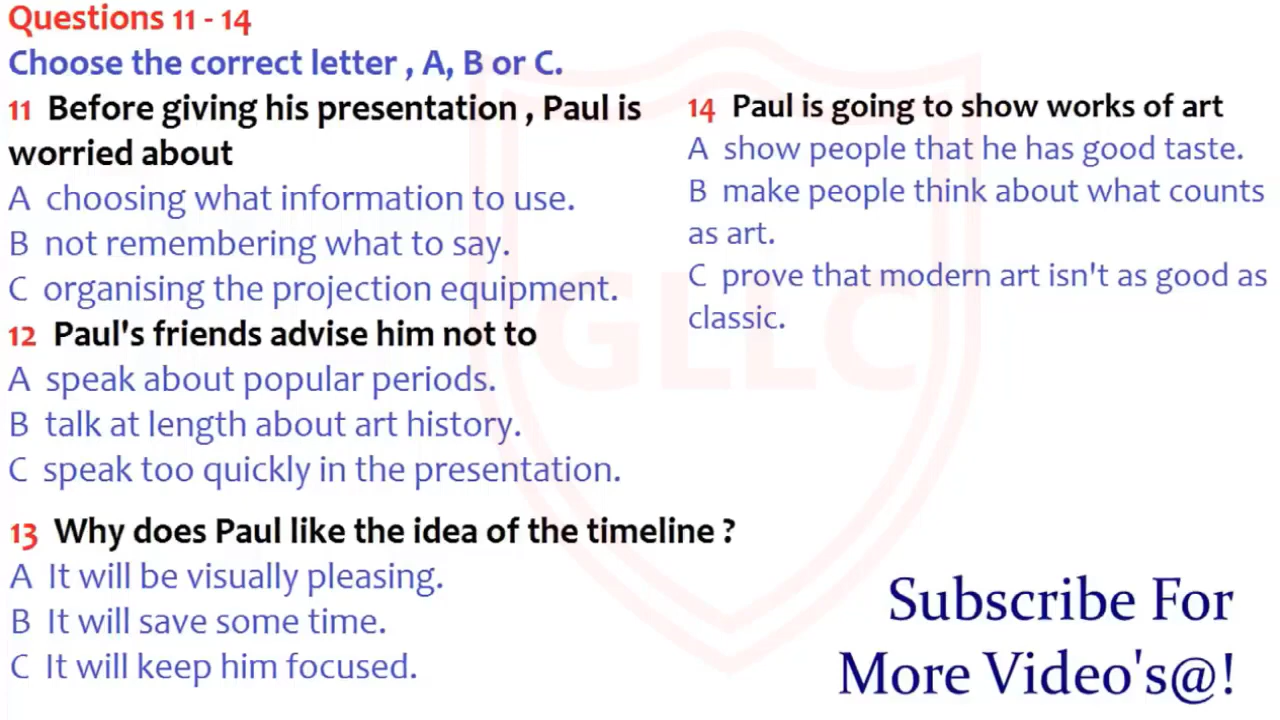 Questions 11 - 14
Choose the correct letter , A, B or C.
11 Before giving his presentation , Paul is
worried about
A choosing what information to use.
B not remembering what to say.
C organising the projection equipment.
12 Paul's friends advise him not to
A speak about popular periods.
B talk at length about art history.
C speak too quickly in the presentation.
13 Why does Paul like the idea of the timeline ?
A It will be visually pleasing.
B It will save some time.
C It will keep him focused.
14 Paul is going to show works of art
A show people that he has good taste.
B make people think about what counts
as art.
C prove that modern art isn't as good as
classic.
GLLC
Subscribe For
More Video's@!